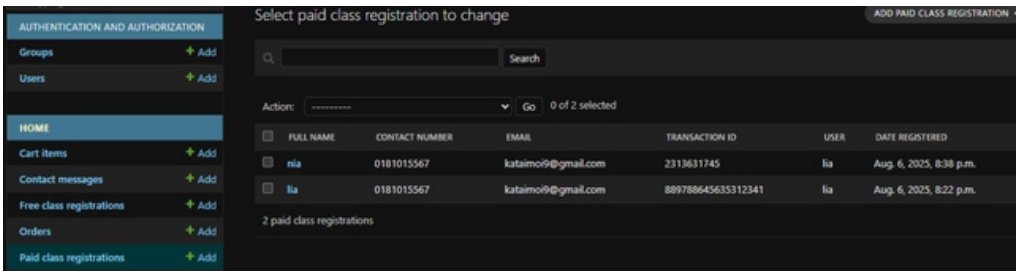 AUTHENTICATION AND AUTHORIZATION
Groups + Add
Users + Add
HOME
Cart items + Add
Contact messages + Add
Free class registrations + Add
Orders + Add
Paid class registrations + Add
Select paid class registration to change
ADD PAID CLASS REGISTRATION
Search
Action: --------- Go 0 of 2 selected
FULL NAME CONTACT NUMBER EMAIL TRANSACTION ID USER DATE REGISTERED
nia 0181015567 kataimoi9@gmail.com 2313631745 lia Aug. 6, 2025, 8:38 p.m.
lia 0181015567 kataimoi9@gmail.com 889788645635312341 lia Aug. 6, 2025, 8:22 p.m.
2 paid class registrations